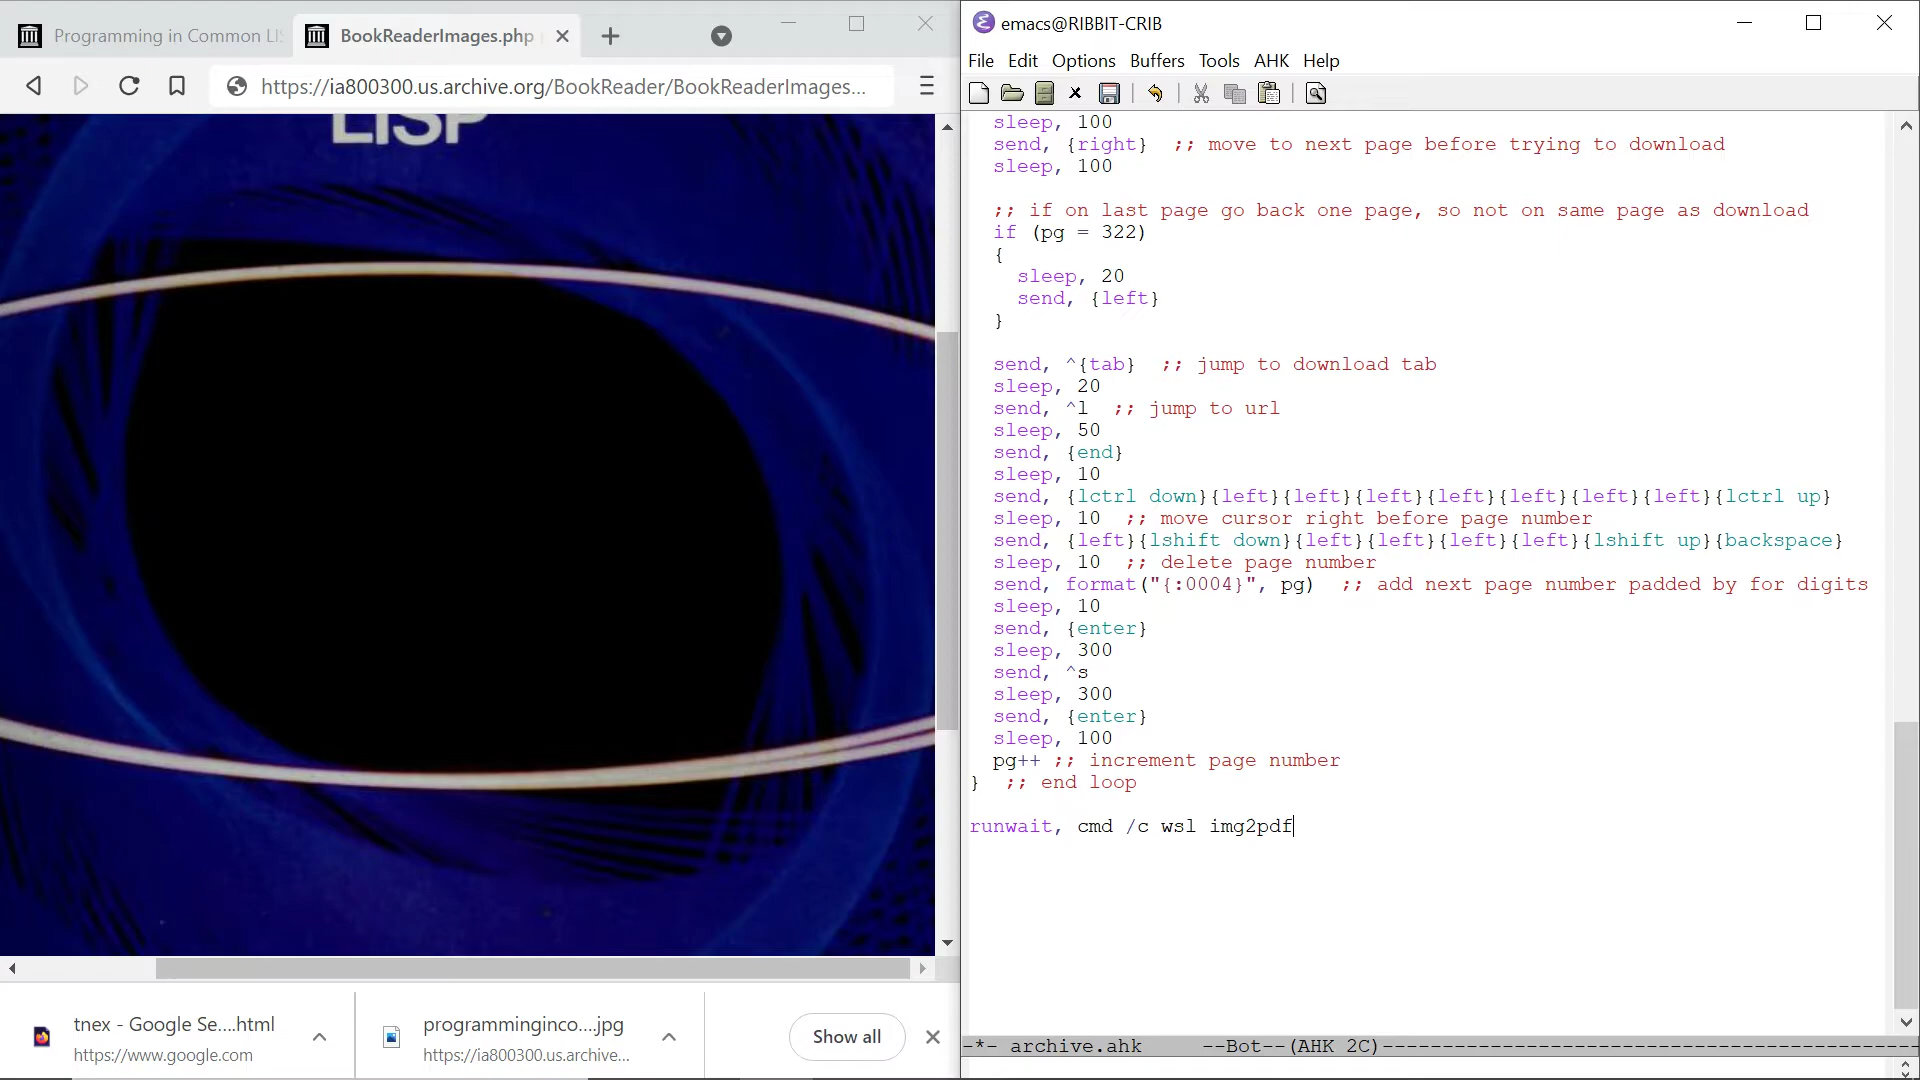 Programming in Common LI
BookReaderImages.php
https://ia800300.us.archive.org/BookReader/BookReaderImages...
LISP
tnex - Google Se....html
https://www.google.com
programminginco....jpg
https://ia800300.us.archive...
Show all
emacs@RIBBIT-CRIB
File Edit Options Buffers Tools AHK Help
sleep, 100
send, {right}  ;; move to next page before trying to download
sleep, 100
;; if on last page go back one page, so not on same page as download
if (pg = 322)
{
sleep, 20
send, {left}
}
send, ^{tab}  ;; jump to download tab
sleep, 20
send, ^l  ;; jump to url
sleep, 50
send, {end}
sleep, 10
send, {lctrl down}{left}{left}{left}{left}{left}{left}{left}{lctrl up}
sleep, 10  ;; move cursor right before page number
send, {left}{lshift down}{left}{left}{left}{left}{lshift up}{backspace}
sleep, 10  ;; delete page number
send, format("{:0004}", pg)  ;; add next page number padded by for digits
sleep, 10
send, {enter}
sleep, 300
send, ^s
sleep, 300
send, {enter}
sleep, 100
pg++ ;; increment page number
}  ;; end loop
runwait, cmd /c wsl img2pdf
-*- archive.ahk     --Bot--(AHK 2C)--------------------------------------------